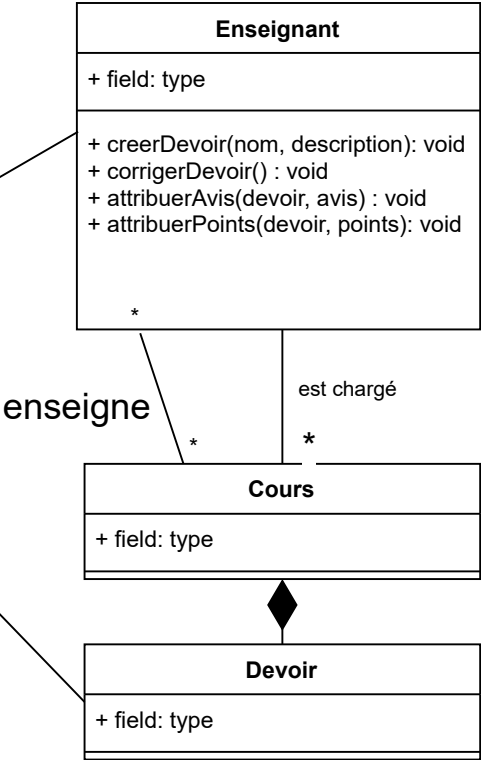 Enseignant
+ field: type
+ creerDevoir(nom, description): void
+ corrigerDevoir() : void
+ attribuerAvis(devoir, avis) : void
+ attribuerPoints(devoir, points): void
*
est chargé
enseigne
*
*
Cours
+ field: type
Devoir
+ field: type